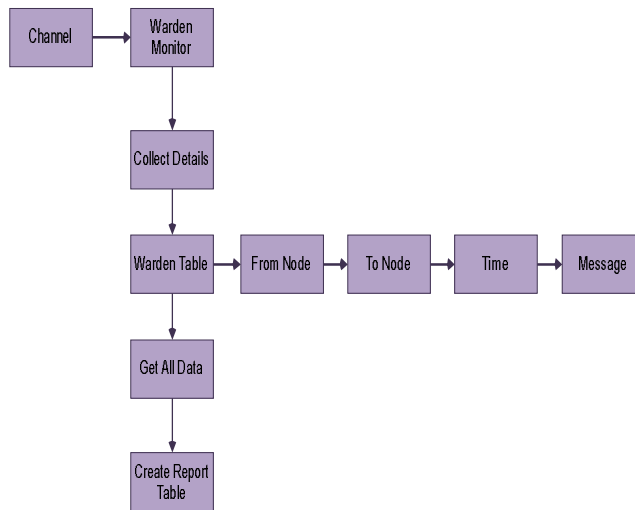 Channel
Warden
Monitor
Collect Details
Warden Table
From Node
To Node
Time
Message
Get All Data
Create Report
Table